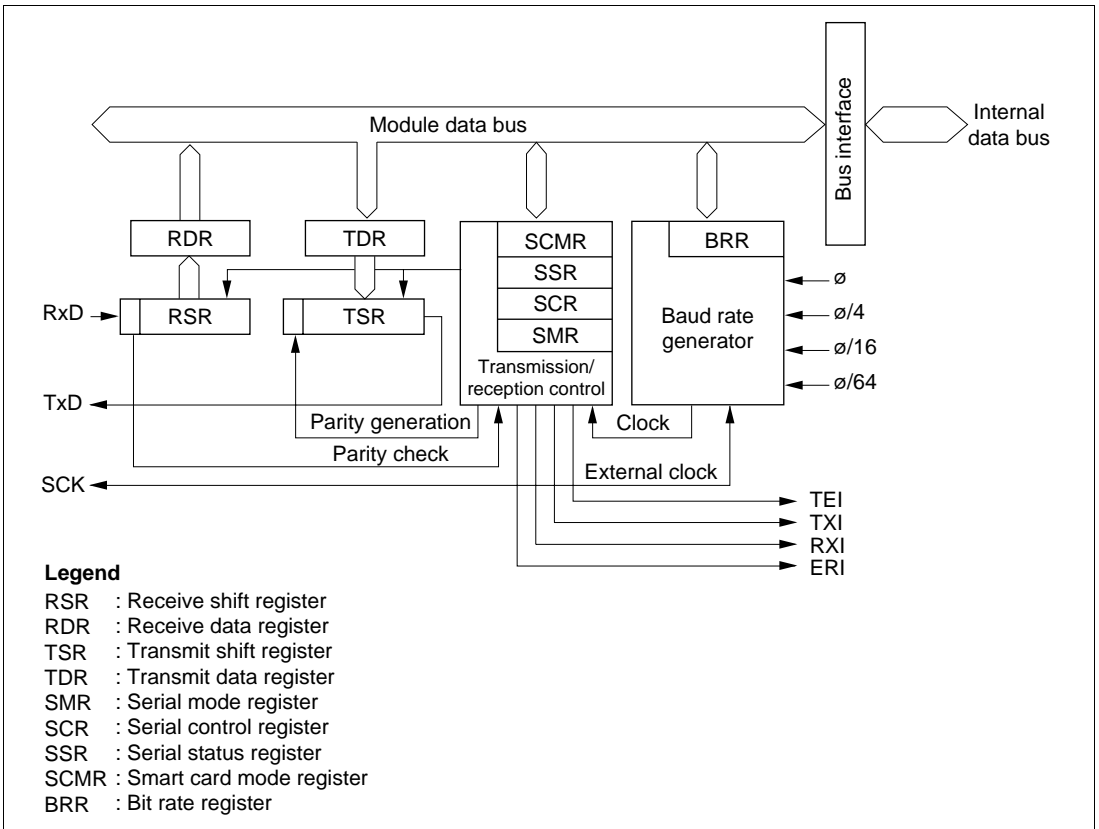 Internal
data bus
Module data bus
Bus interface
RDR
TDR
SCMR
BRR
SSR
SCR
SMR
RxD
RSR
TSR
Baud rate
generator
ø
ø/4
ø/16
ø/64
Transmission/
reception control
TxD
Parity generation
Clock
Parity check
SCK
External clock
TEI
TXI
RXI
ERI
Legend
RSR : Receive shift register
RDR : Receive data register
TSR : Transmit shift register
TDR : Transmit data register
SMR : Serial mode register
SCR : Serial control register
SSR : Serial status register
SCMR : Smart card mode register
BRR : Bit rate register